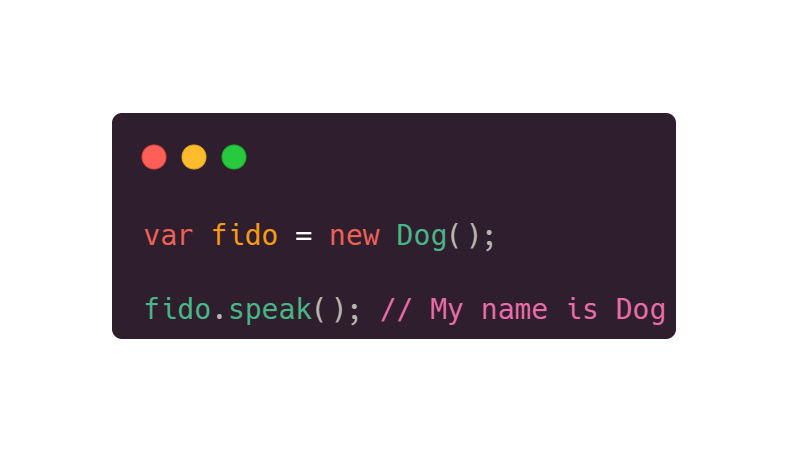 var fido = new Dog();
fido.speak(); // My name is Dog